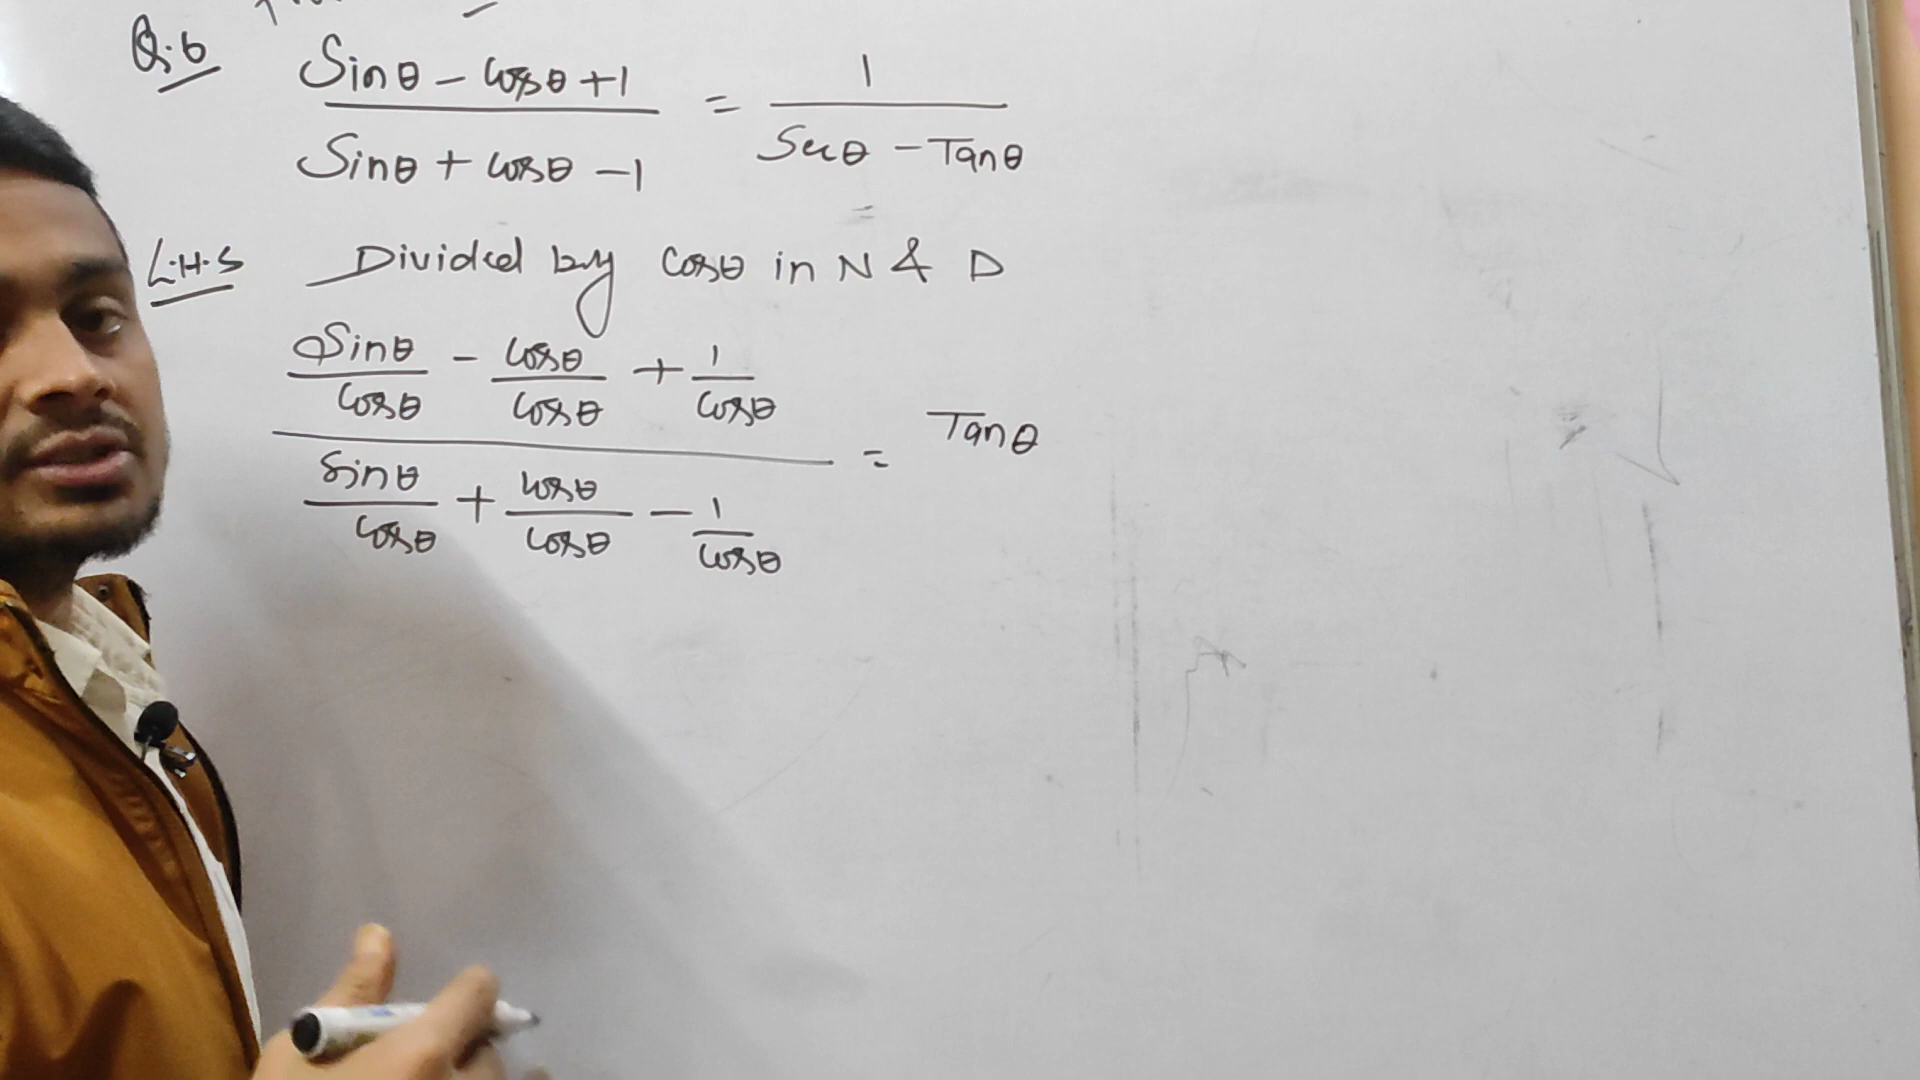 Q.6 (Sinθ - Cosθ + 1) / (Sinθ + Cosθ - 1) = 1 / (Secθ - Tanθ)
L.H.S Divided by Cosθ in N & D
(Sinθ/Cosθ - Cosθ/Cosθ + 1/Cosθ) / (Sinθ/Cosθ + Cosθ/Cosθ - 1/Cosθ) = Tanθ